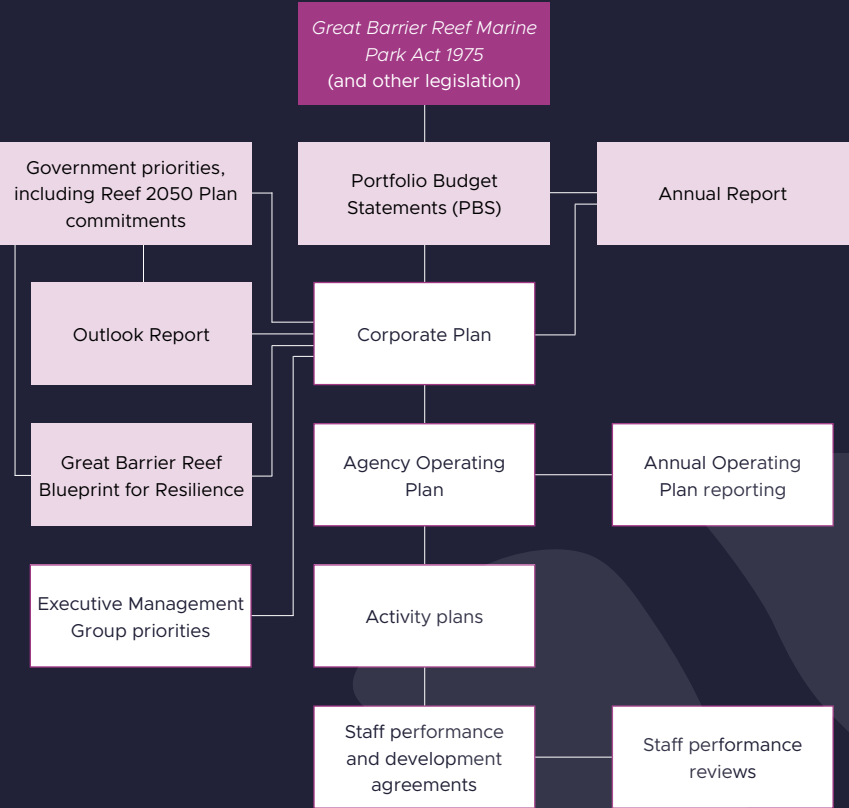 Great Barrier Reef Marine
Park Act 1975
(and other legislation)
Government priorities,
including Reef 2050 Plan
commitments
Portfolio Budget
Statements (PBS)
Annual Report
Outlook Report
Corporate Plan
Great Barrier Reef
Blueprint for Resilience
Agency Operating
Plan
Annual Operating
Plan reporting
Executive Management
Group priorities
Activity plans
Staff performance
and development
agreements
Staff performance
reviews